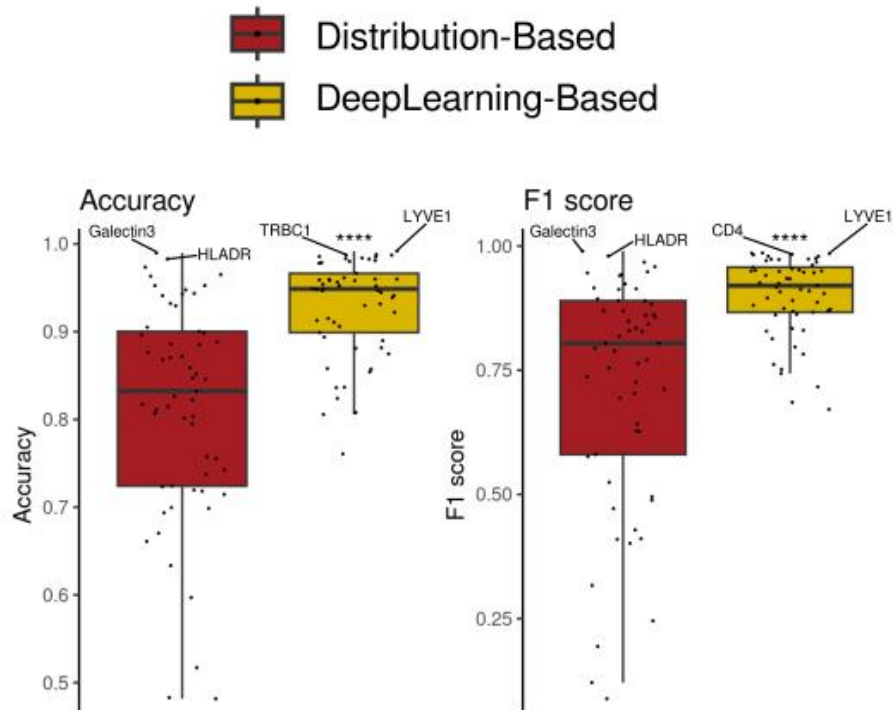 Distribution-Based
DeepLearning-Based
Accuracy
Galectin3
HLADR
TRBC1
****
LYVE1
1.0
0.9
0.8
0.7
0.6
0.5
Accuracy
F1 score
Galectin3
HLADR
CD4
****
LYVE1
1.00
0.75
0.50
0.25
F1 score